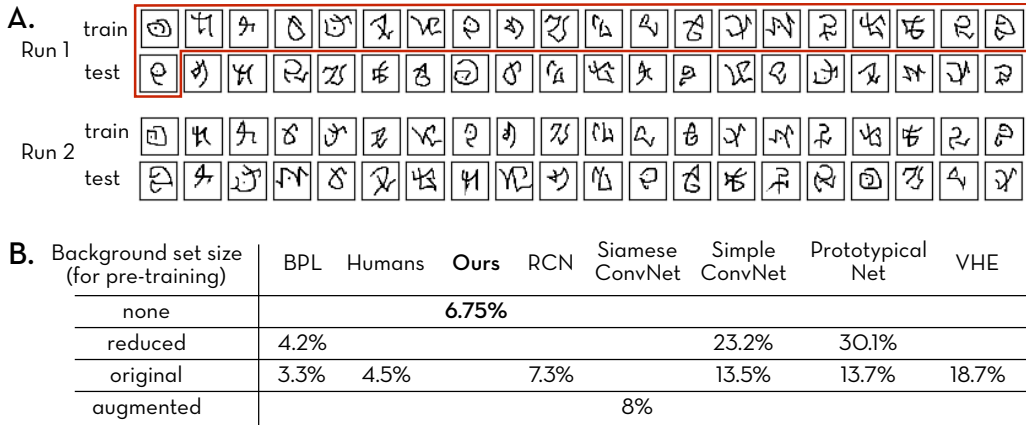 A.
Run 1
train
test
Run 2
train
test
B.
Background set size (for pre-training) BPL Humans Ours RCN Siamese ConvNet Simple ConvNet Prototypical Net VHE
none 6.75%
reduced 4.2% 23.2% 30.1%
original 3.3% 4.5% 7.3% 13.5% 13.7% 18.7%
augmented 8%